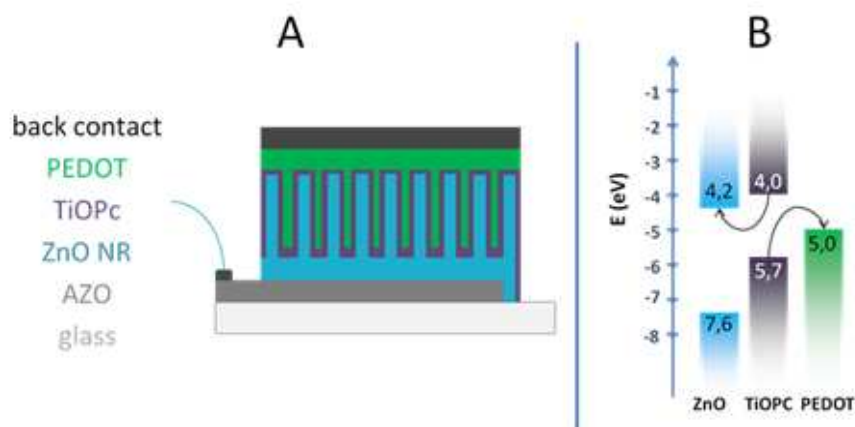 A
back contact
PEDOT
TiOPc
ZnO NR
AZO
glass
B
E (eV)
-1
-2
-3
-4
-5
-6
-7
-8
4,2
4,0
5,0
5,7
7,6
ZnO TiOPC PEDOT